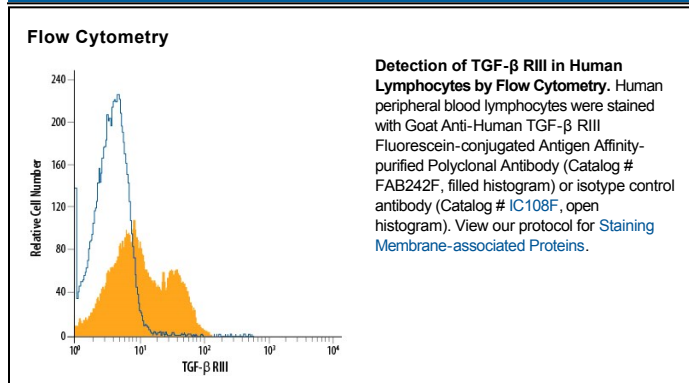 Flow Cytometry
240
200
160
120
80
40
0
Relative Cell Number
10⁰
10¹
10²
10³
10⁴
TGF-β RIII
Detection of TGF-β RIII in Human
Lymphocytes by Flow Cytometry. Human
peripheral blood lymphocytes were stained
with Goat Anti-Human TGF-β RIII
Fluorescein-conjugated Antigen Affinity-
purified Polyclonal Antibody (Catalog #
FAB242F, filled histogram) or isotype control
antibody (Catalog # IC108F, open
histogram). View our protocol for Staining
Membrane-associated Proteins.